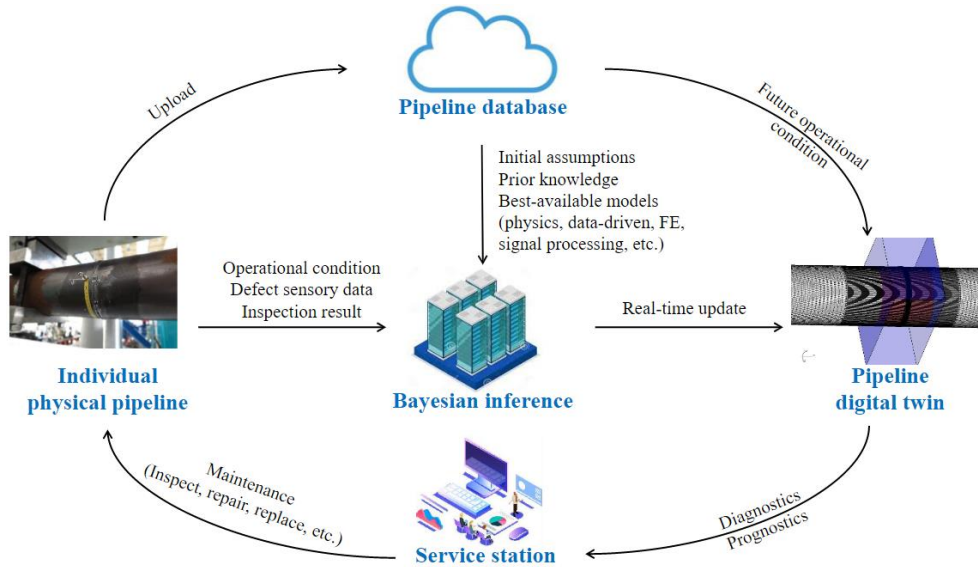 Upload
Pipeline database
Future operational
condition
Initial assumptions
Prior knowledge
Best-available models
(physics, data-driven, FE,
signal processing, etc.)
Operational condition
Defect sensory data
Inspection result
Real-time update
Individual
physical pipeline
Bayesian inference
Pipeline
digital twin
Maintenance
(Inspect, repair, replace, etc.)
Service station
Diagnostics
Prognostics